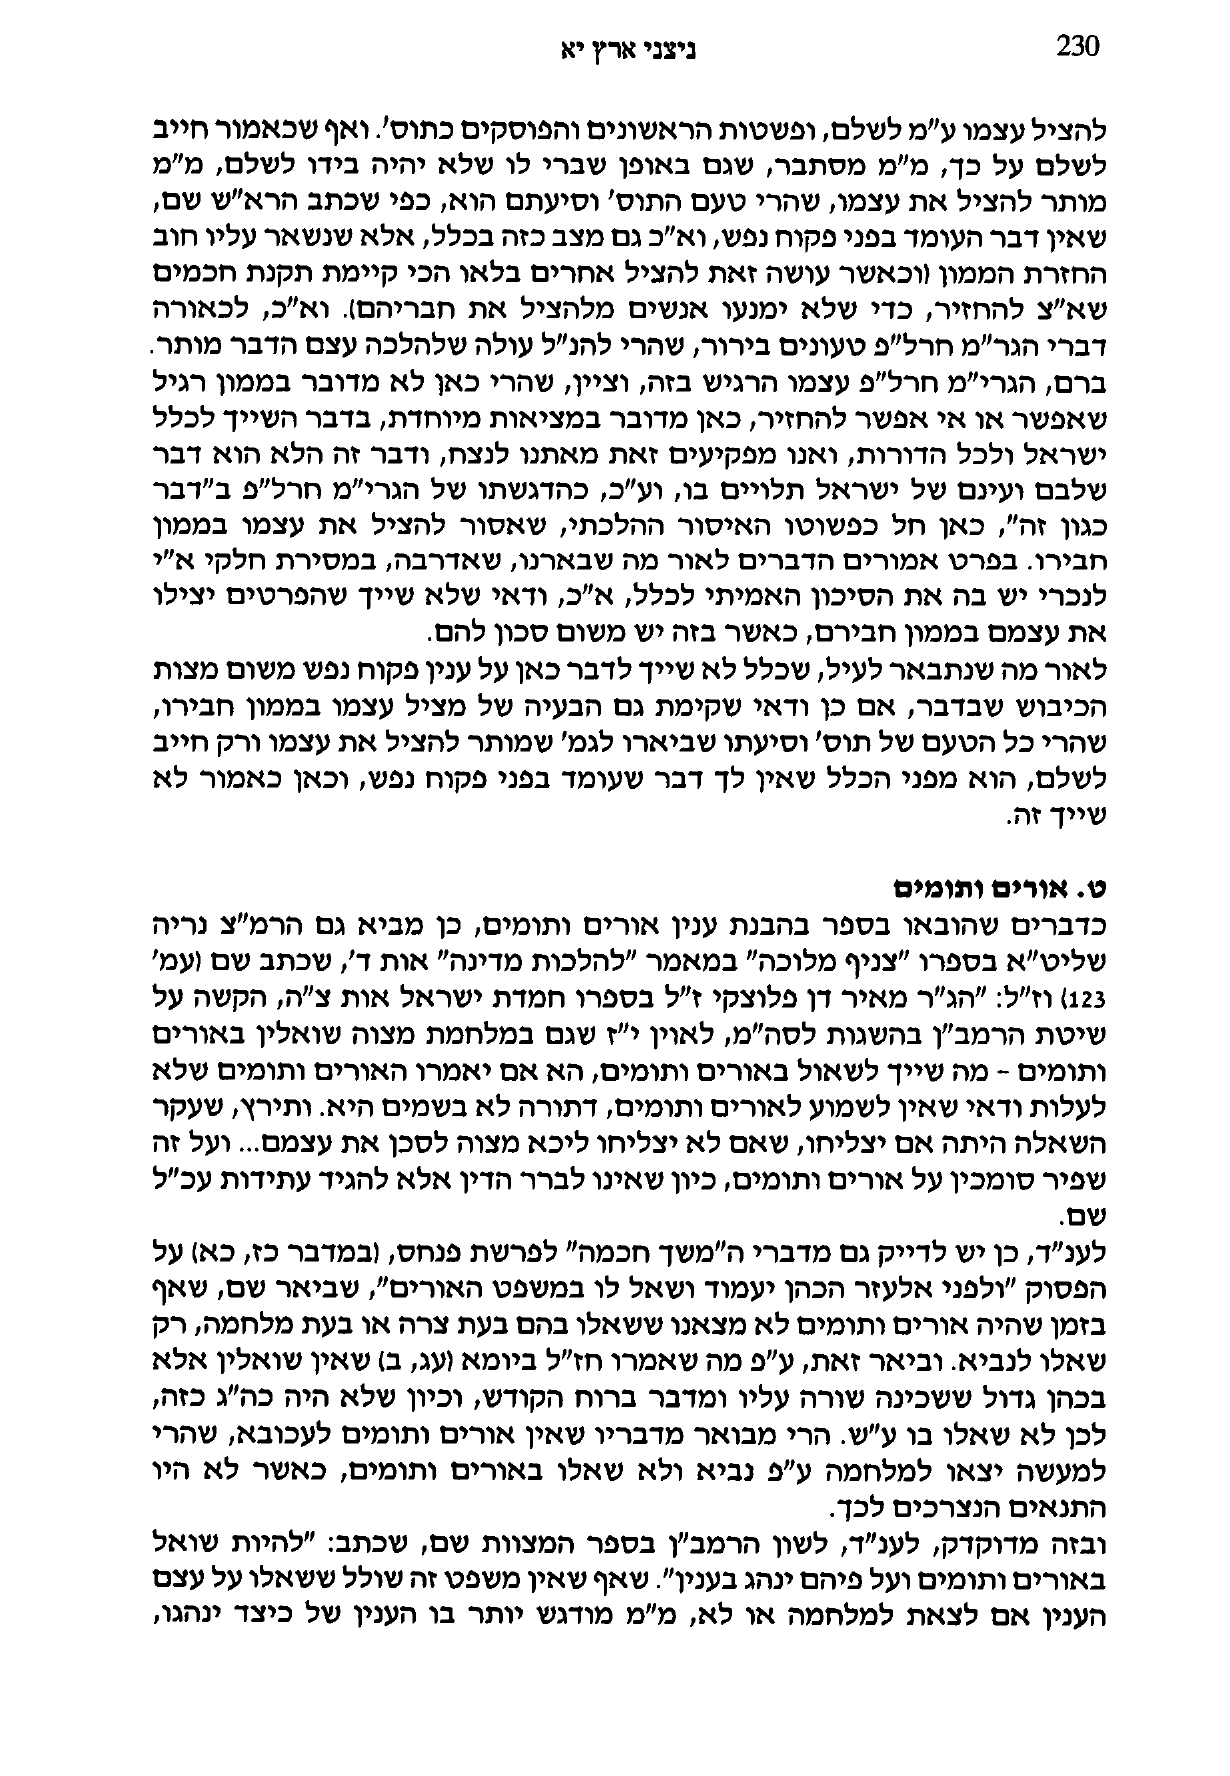 230
ניצני ארץ יא
להציל עצמו ע"מ לשלם, ופשטות הראשונים והפוסקים כתוס'. ואף שכאמור חייב
לשלם על כך, מ"מ מסתבר, שגם באופן שברי לו שלא יהיה בידו לשלם, מ"מ
מותר להציל את עצמו, שהרי טעם התוס' וסיעתם הוא, כפי שכתב הרא"ש שם,
שאין דבר העומד בפני פקוח נפש, וא"כ גם מצב כזה בכלל, אלא שנשאר עליו חוב
החזרת הממון (וכאשר עושה זאת להציל אחרים בלאו הכי קיימת תקנת חכמים
שא"צ להחזיר, כדי שלא ימנעו אנשים מלהציל את חבריהם). וא"כ, לכאורה
דברי הגר"מ חרל"פ טעונים בירור, שהרי להנ"ל עולה שלהלכה עצם הדבר מותר.
ברם, הגרי"מ חרל"פ עצמו הרגיש בזה, וציין, שהרי כאן לא מדובר בממון רגיל
שאפשר או אי אפשר להחזיר, כאן מדובר במציאות מיוחדת, בדבר השייך לכלל
ישראל ולכל הדורות, ואנו מפקיעים זאת מאתנו לנצח, ודבר זה הלא הוא דבר
שלבם ועינם של ישראל תלויים בו, וע"כ, כהדגשתו של הגרי"מ חרל"פ ב"דבר
כגון זה", כאן חל כפשוטו האיסור ההלכתי, שאסור להציל את עצמו בממון
חבירו. בפרט אמורים הדברים לאור מה שבארנו, שאדרבה, במסירת חלקי א"י
לנכרי יש בה את הסיכון האמיתי לכלל, א"כ, ודאי שלא שייך שהפרטים יצילו
את עצמם בממון חבירם, כאשר בזה יש משום סכון להם.
לאור מה שנתבאר לעיל, שכלל לא שייך לדבר כאן על ענין פקוח נפש משום מצות
הכיבוש שבדבר, אם כן ודאי שקימת גם הבעיה של מציל עצמו בממון חבירו,
שהרי כל הטעם של תוס' וסיעתו שביארו לגמ' שמותר להציל את עצמו ורק חייב
לשלם, הוא מפני הכלל שאין לך דבר שעומד בפני פקוח נפש, וכאן כאמור לא
שייך זה.
ט. אורים ותומים
כדברים שהובאו בספר בהבנת ענין אורים ותומים, כן מביא גם הרמ"צ נריה
שליט"א בספרו "צניף מלוכה" במאמר "להלכות מדינה" אות ד', שכתב שם (עמ'
123) וז"ל: "הג"ר מאיר דן פלוצקי ז"ל בספרו חמדת ישראל אות צ"ה, הקשה על
שיטת הרמב"ן בהשגות לסה"מ, לאוין י"ז שגם במלחמת מצוה שואלין באורים
ותומים - מה שייך לשאול באורים ותומים, הא אם יאמרו האורים ותומים שלא
לעלות ודאי שאין לשמוע לאורים ותומים, דתורה לא בשמים היא. ותירץ, שעקר
השאלה היתה אם יצליחו, שאם לא יצליחו ליכא מצוה לסכן את עצמם... ועל זה
שפיר סומכין על אורים ותומים, כיון שאינו לברר הדין אלא להגיד עתידות עכ"ל
שם.
לענ"ד, כן יש לדייק גם מדברי ה"משך חכמה" לפרשת פנחס, (במדבר כז, כא) על
הפסוק "ולפני אלעזר הכהן יעמוד ושאל לו במשפט האורים", שביאר שם, שאף
בזמן שהיה אורים ותומים לא מצאנו ששאלו בהם בעת צרה או בעת מלחמה, רק
שאלו לנביא. וביאר זאת, ע"פ מה שאמרו חז"ל ביומא (עג, ב) שאין שואלין אלא
בכהן גדול ששכינה שורה עליו ומדבר ברוח הקודש, וכיון שלא היה כה"ג כזה,
לכן לא שאלו בו ע"ש. הרי מבואר מדבריו שאין אורים ותומים לעכובא, שהרי
למעשה יצאו למלחמה ע"פ נביא ולא שאלו באורים ותומים, כאשר לא היו
התנאים הנצרכים לכך.
ובזה מדוקדק, לענ"ד, לשון הרמב"ן בספר המצוות שם, שכתב: "להיות שואל
באורים ותומים ועל פיהם ינהג בענין". שאף שאין משפט זה שולל ששאלו על עצם
הענין אם לצאת למלחמה או לא, מ"מ מודגש יותר בו הענין של כיצד ינהגו,